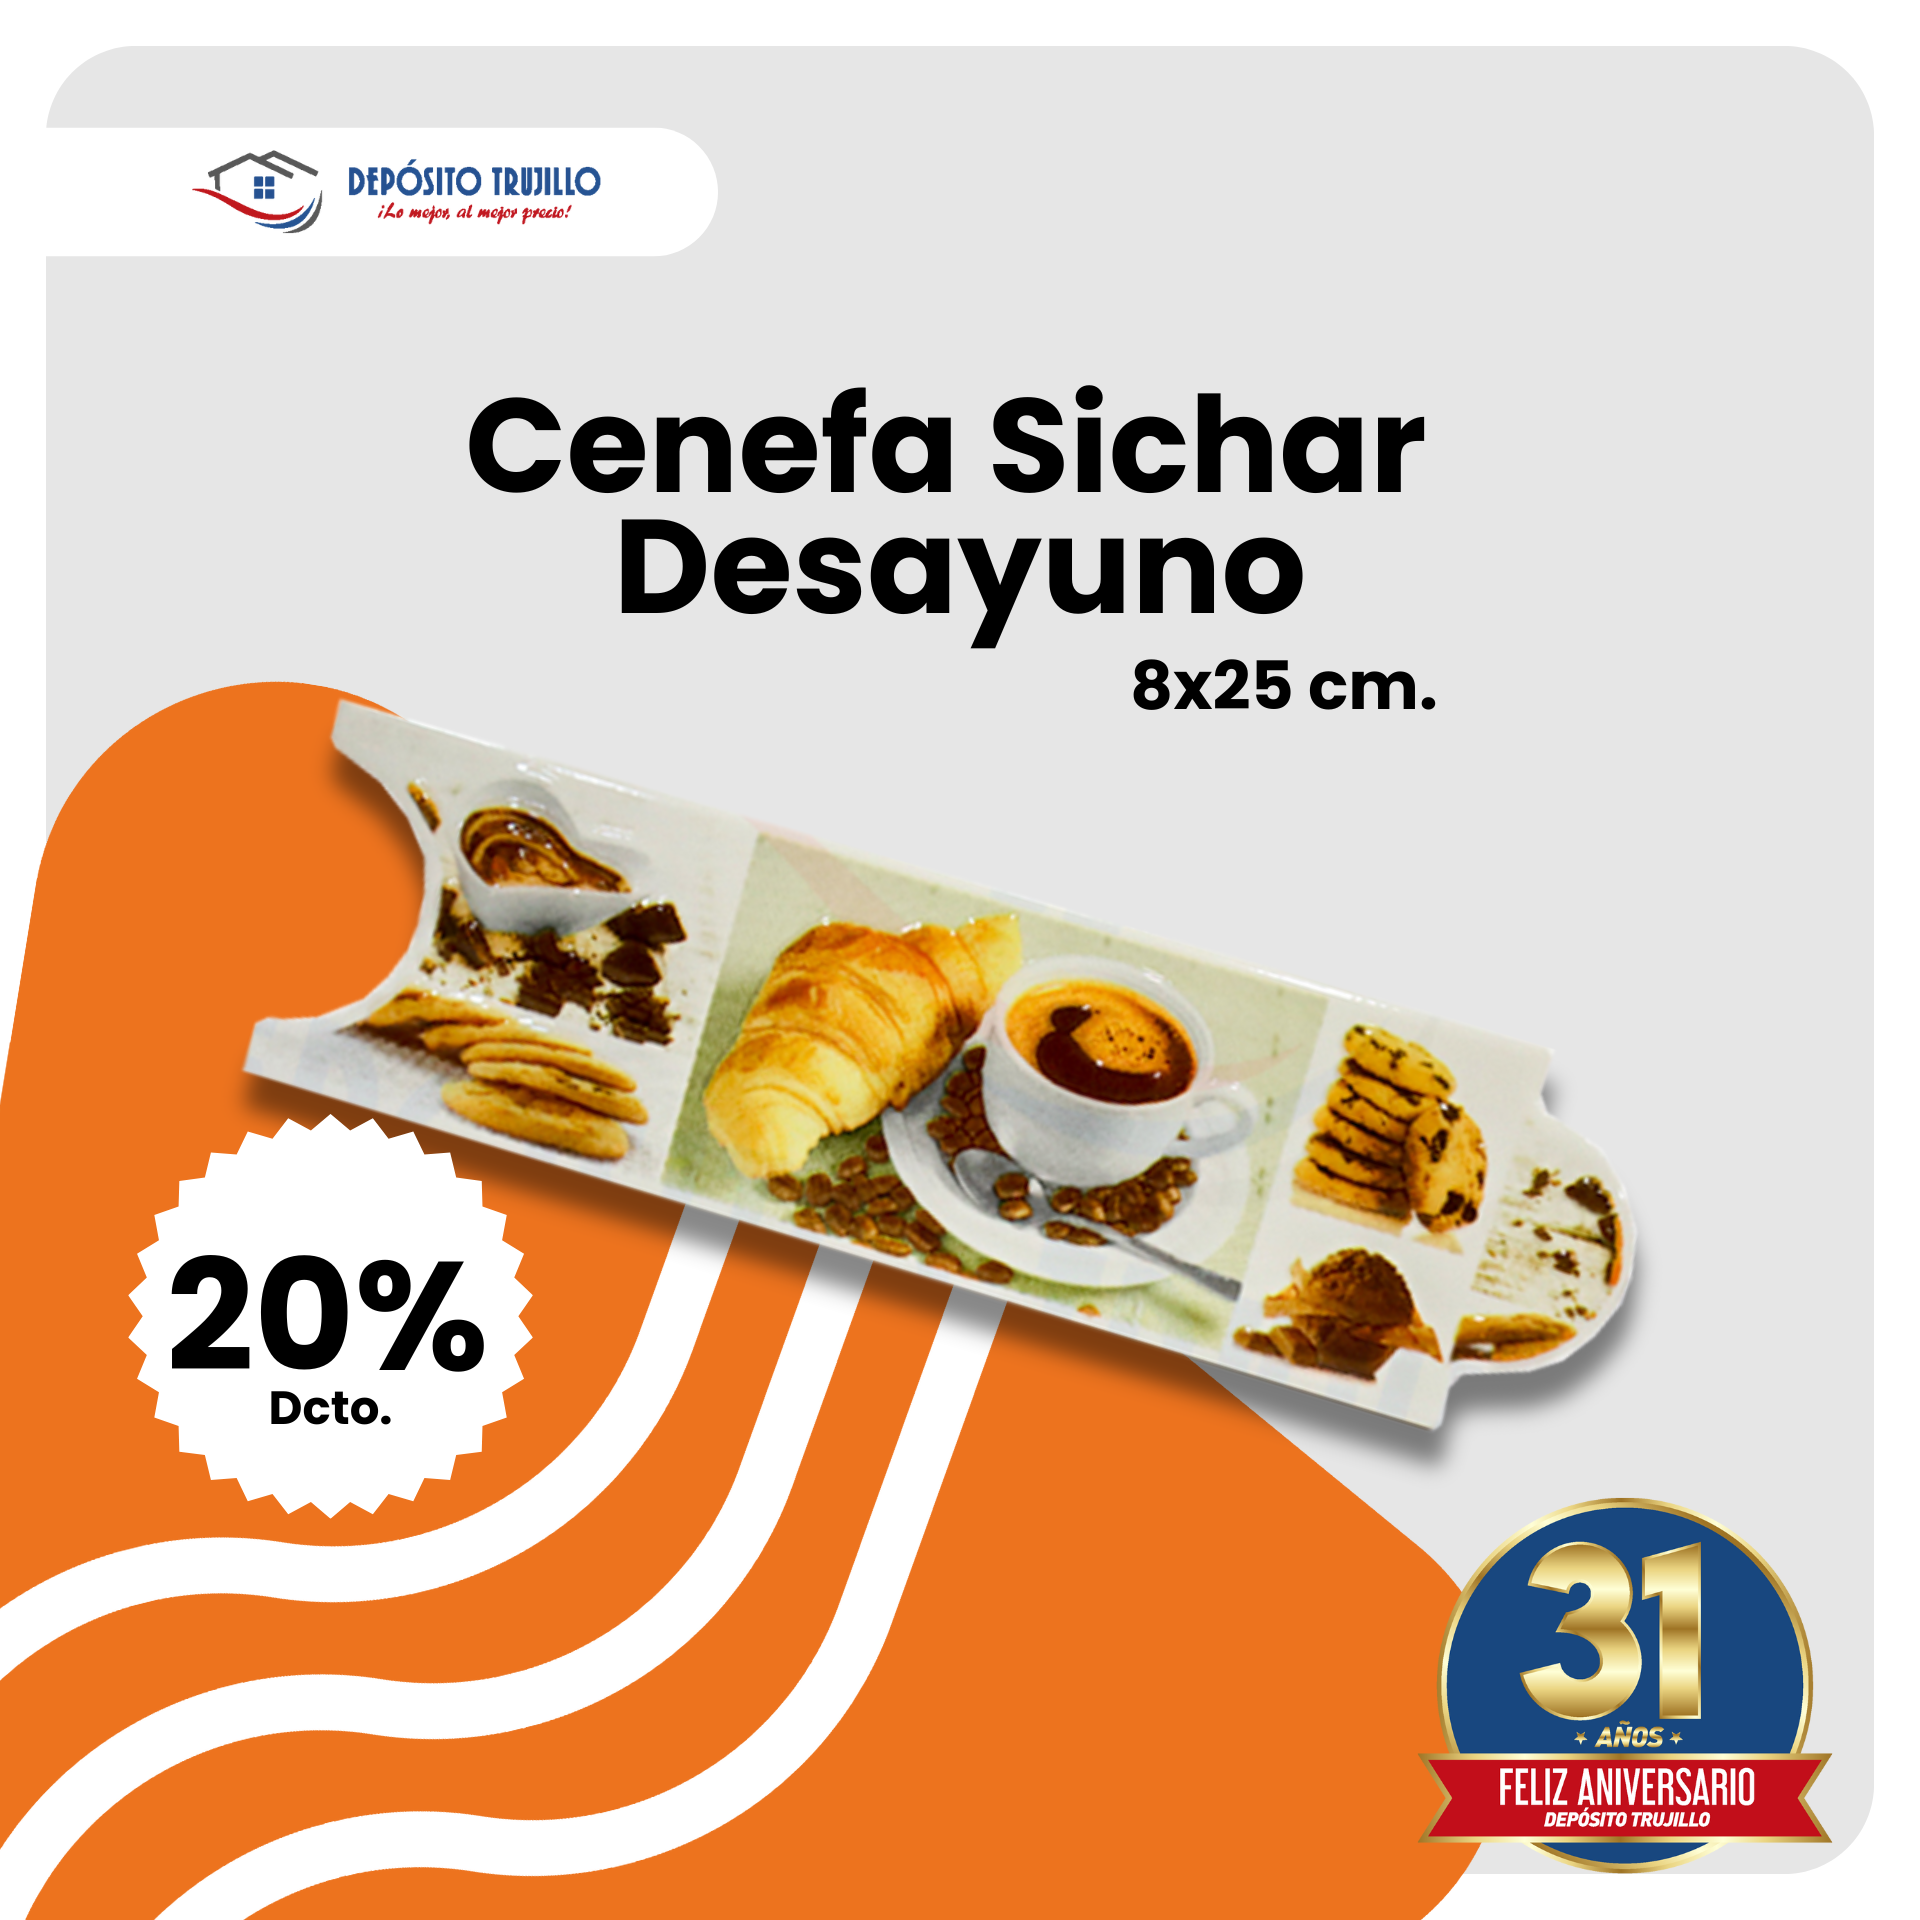 DEPÓSITO TRUJILLO
¡Lo mejor, al mejor precio!
Cenefa Sichar
Desayuno
8x25 cm.
20%
Dcto.
31
AÑOS
FELIZ ANIVERSARIO
DEPÓSITO TRUJILLO